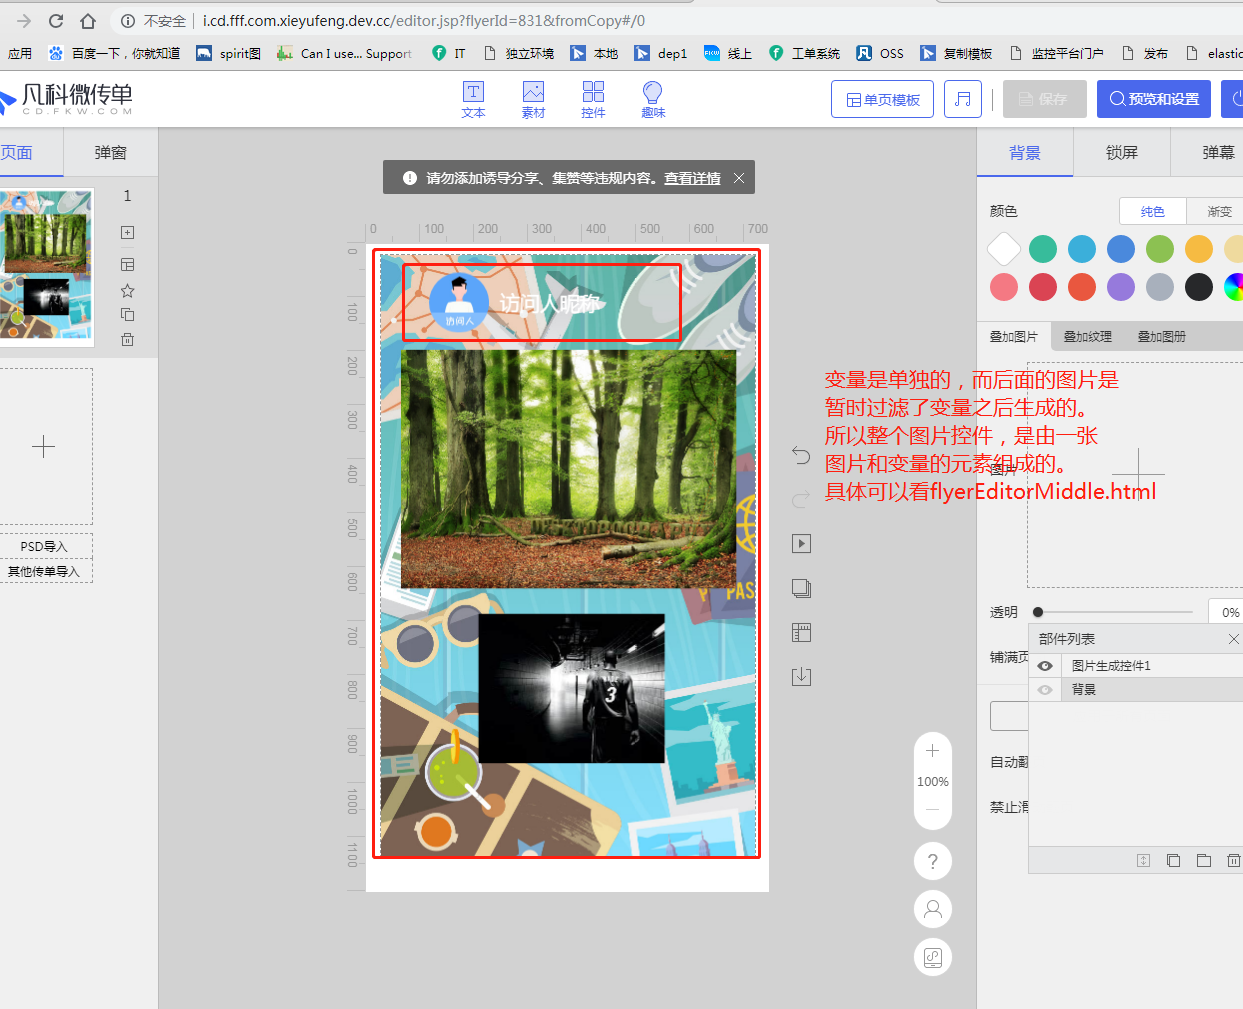 不安全 i.cd.fff.com.xieyufeng.dev.cc/editor.jsp?flyerId=831&fromCopy#/0
应用 百度一下，你就知道 spirit图 Can I use... Support IT 独立环境 本地 dep1 线上 工单系统 OSS 复制模板 监控平台门户 发布 elastic
凡科微传单
CD.FKW.COM
文本 素材 控件 趣味
单页模板 保存 预览和设置
页面 弹窗
背景 锁屏 弹幕
1
请勿添加诱导分享、集赞等违规内容。查看详情
颜色 纯色 渐变
0 100 200 300 400 500 600 700
0
100
200
300
400
500
600
700
800
900
1000
1100
访问人
访问人昵称
3
叠加图片 叠加纹理 叠加图册
变量是单独的，而后面的图片是
暂时过滤了变量之后生成的。
所以整个图片控件，是由一张
图片和变量的元素组成的。
具体可以看flyerEditorMiddle.html
图片
PSD导入
其他传单导入
透明 0%
部件列表
铺满页
图片生成控件1
背景
自动翻
禁止滑
100%